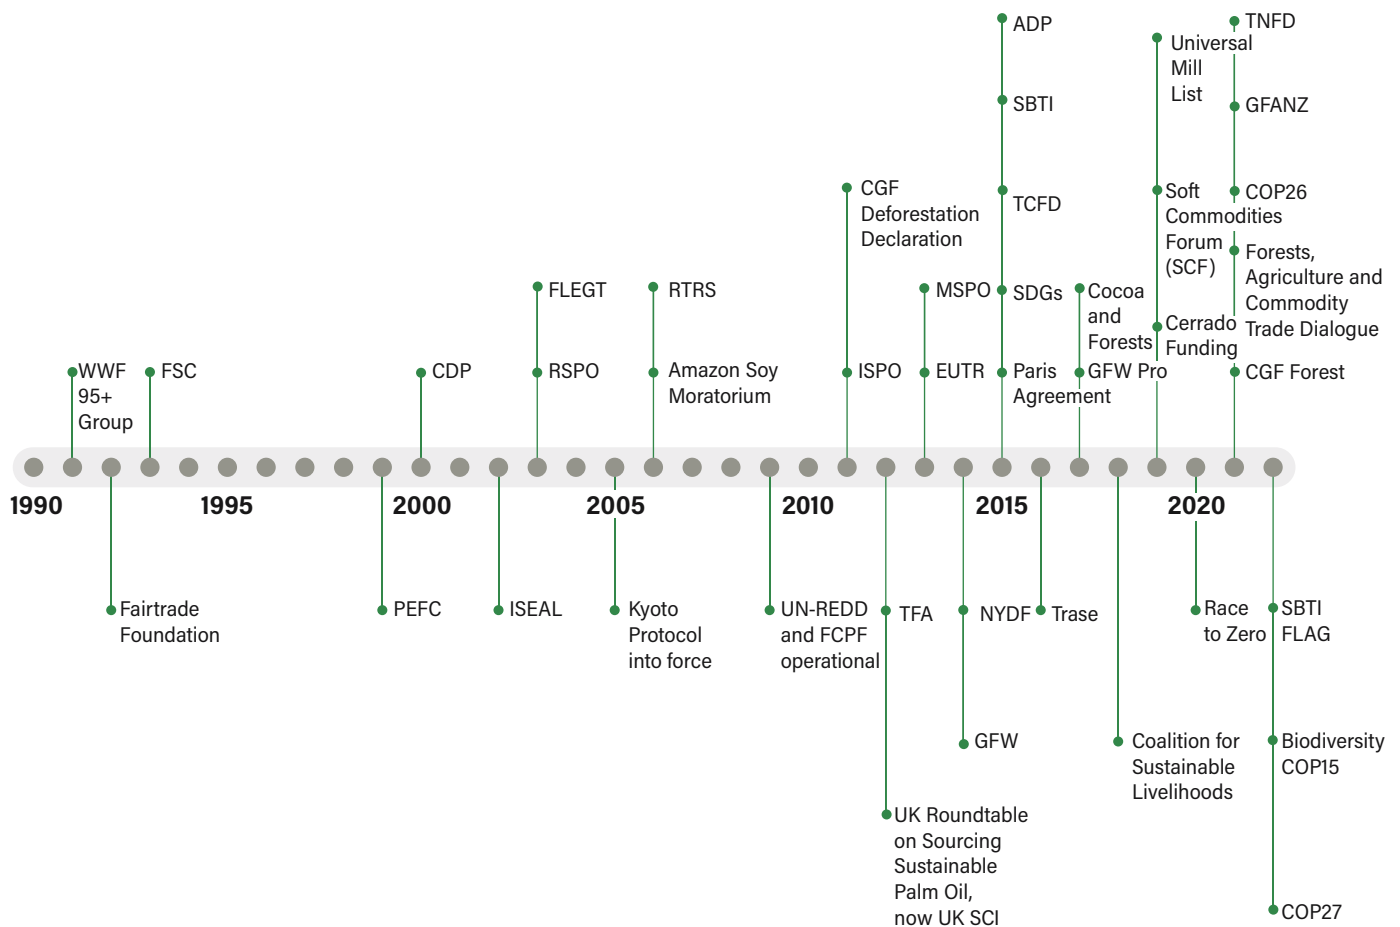 ADP
SBTI
TCFD
SDGs
Paris
Agreement
TNFD
Universal
Mill
List
GFANZ
COP26
Soft
Commodities
Forum
(SCF)
Forests,
Agriculture and
Commodity
Trade Dialogue
Cerrado
Funding
CGF Forest
CGF
Deforestation
Declaration
ISPO
MSPO
EUTR
Cocoa
and
Forests
GFW Pro
FLEGT
RSPO
RTRS
Amazon Soy
Moratorium
WWF
95+
Group
FSC
CDP
1990
1995
2000
2005
2010
2015
2020
Fairtrade
Foundation
PEFC
ISEAL
Kyoto
Protocol
into force
UN-REDD
and FCPF
operational
TFA
UK Roundtable
on Sourcing
Sustainable
Palm Oil,
now UK SCI
NYDF
GFW
Trase
Coalition for
Sustainable
Livelihoods
Race
to Zero
SBTI
FLAG
Biodiversity
COP15
COP27